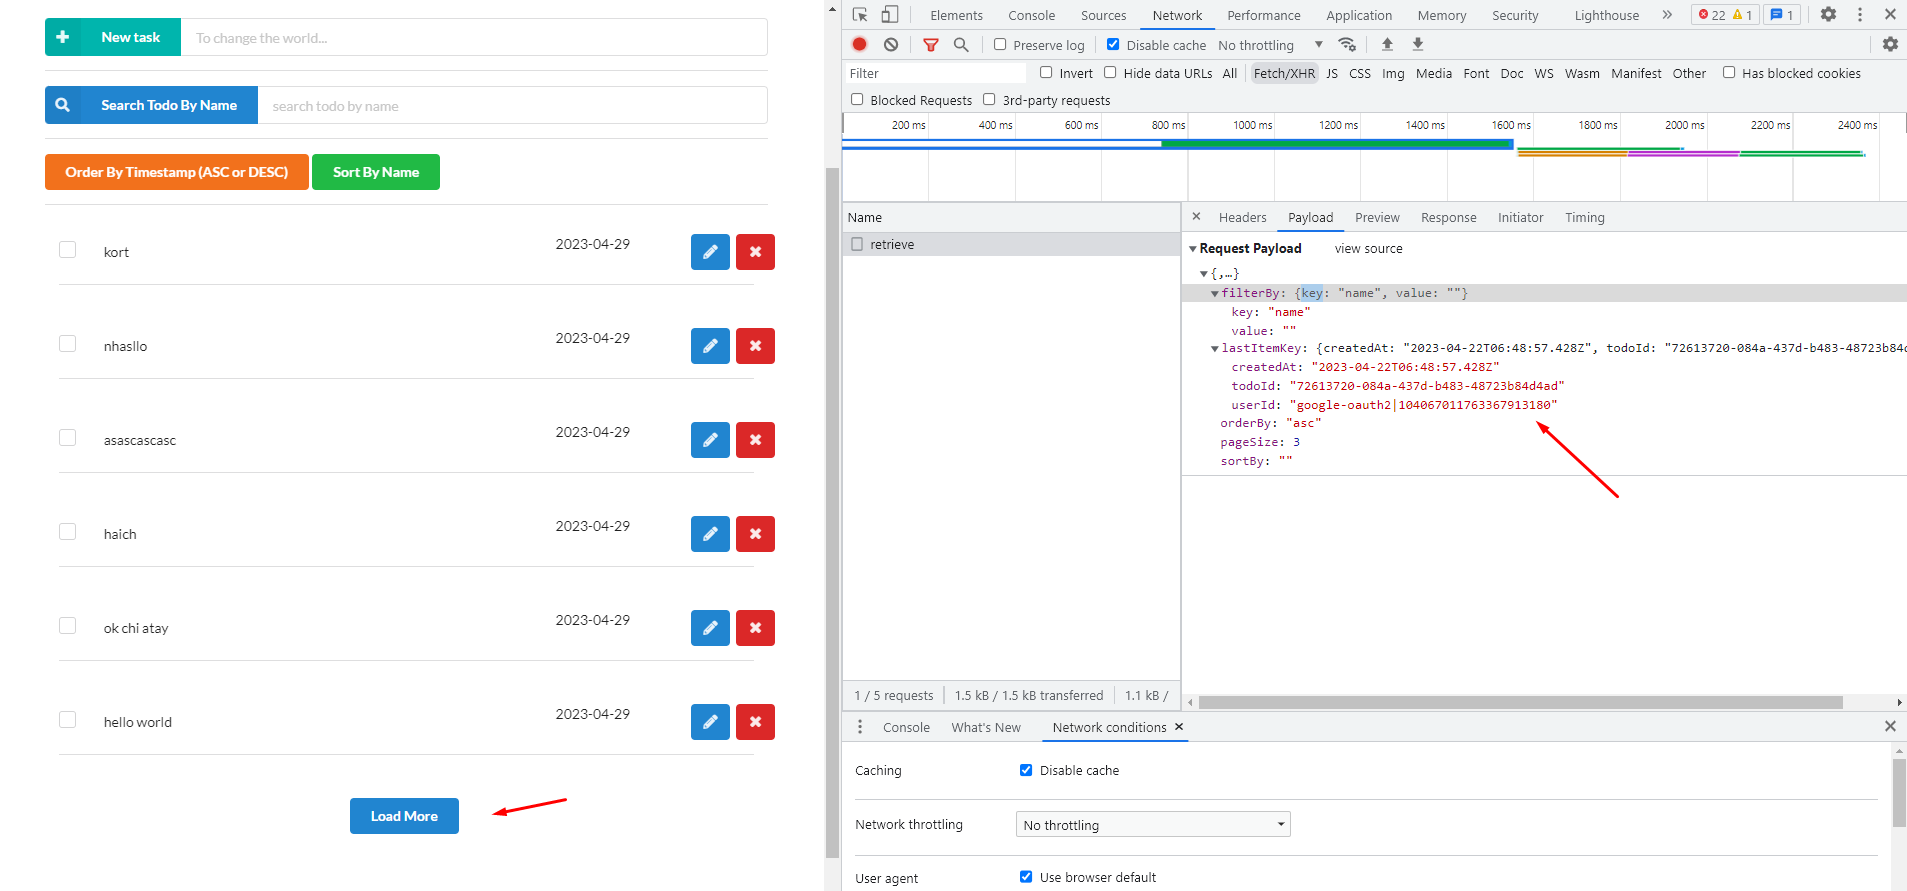 New task To change the world...
Search Todo By Name search todo by name
Order By Timestamp (ASC or DESC) Sort By Name
kort 2023-04-29
nhasllo 2023-04-29
asascascasc 2023-04-29
haich 2023-04-29
ok chi atay 2023-04-29
hello world 2023-04-29
Load More
Elements Console Sources Network Performance Application Memory Security Lighthouse » 22 1 1
Preserve log Disable cache No throttling
Filter Invert Hide data URLs All Fetch/XHR JS CSS Img Media Font Doc WS Wasm Manifest Other Has blocked cookies
Blocked Requests 3rd-party requests
200 ms 400 ms 600 ms 800 ms 1000 ms 1200 ms 1400 ms 1600 ms 1800 ms 2000 ms 2200 ms 2400 ms
Name
retrieve
1 / 5 requests 1.5 kB / 1.5 kB transferred 1.1 kB /
Headers Payload Preview Response Initiator Timing
Request Payload view source
{,…}
filterBy: {key: "name", value: ""}
key: "name"
value: ""
lastItemKey: {createdAt: "2023-04-22T06:48:57.428Z", todoId: "72613720-084a-437d-b483-48723b84d
createdAt: "2023-04-22T06:48:57.428Z"
todoId: "72613720-084a-437d-b483-48723b84d4ad"
userId: "google-oauth2|104067011763367913180"
orderBy: "asc"
pageSize: 3
sortBy: ""
Console What's New Network conditions
Caching Disable cache
Network throttling No throttling
User agent Use browser default